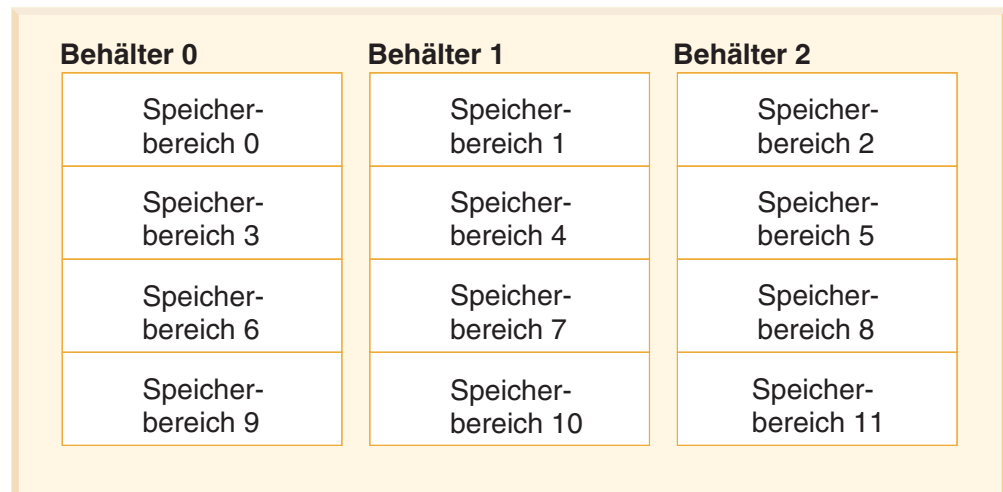 Behälter 0
Behälter 1
Behälter 2
Speicher-
bereich 0
Speicher-
bereich 1
Speicher-
bereich 2
Speicher-
bereich 3
Speicher-
bereich 4
Speicher-
bereich 5
Speicher-
bereich 6
Speicher-
bereich 7
Speicher-
bereich 8
Speicher-
bereich 9
Speicher-
bereich 10
Speicher-
bereich 11